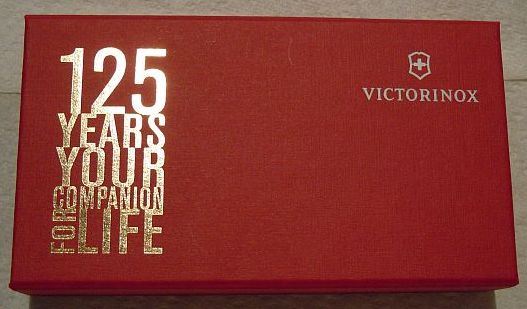 125
YEARS
YOUR
COMPANION
FOR LIFE
VICTORINOX